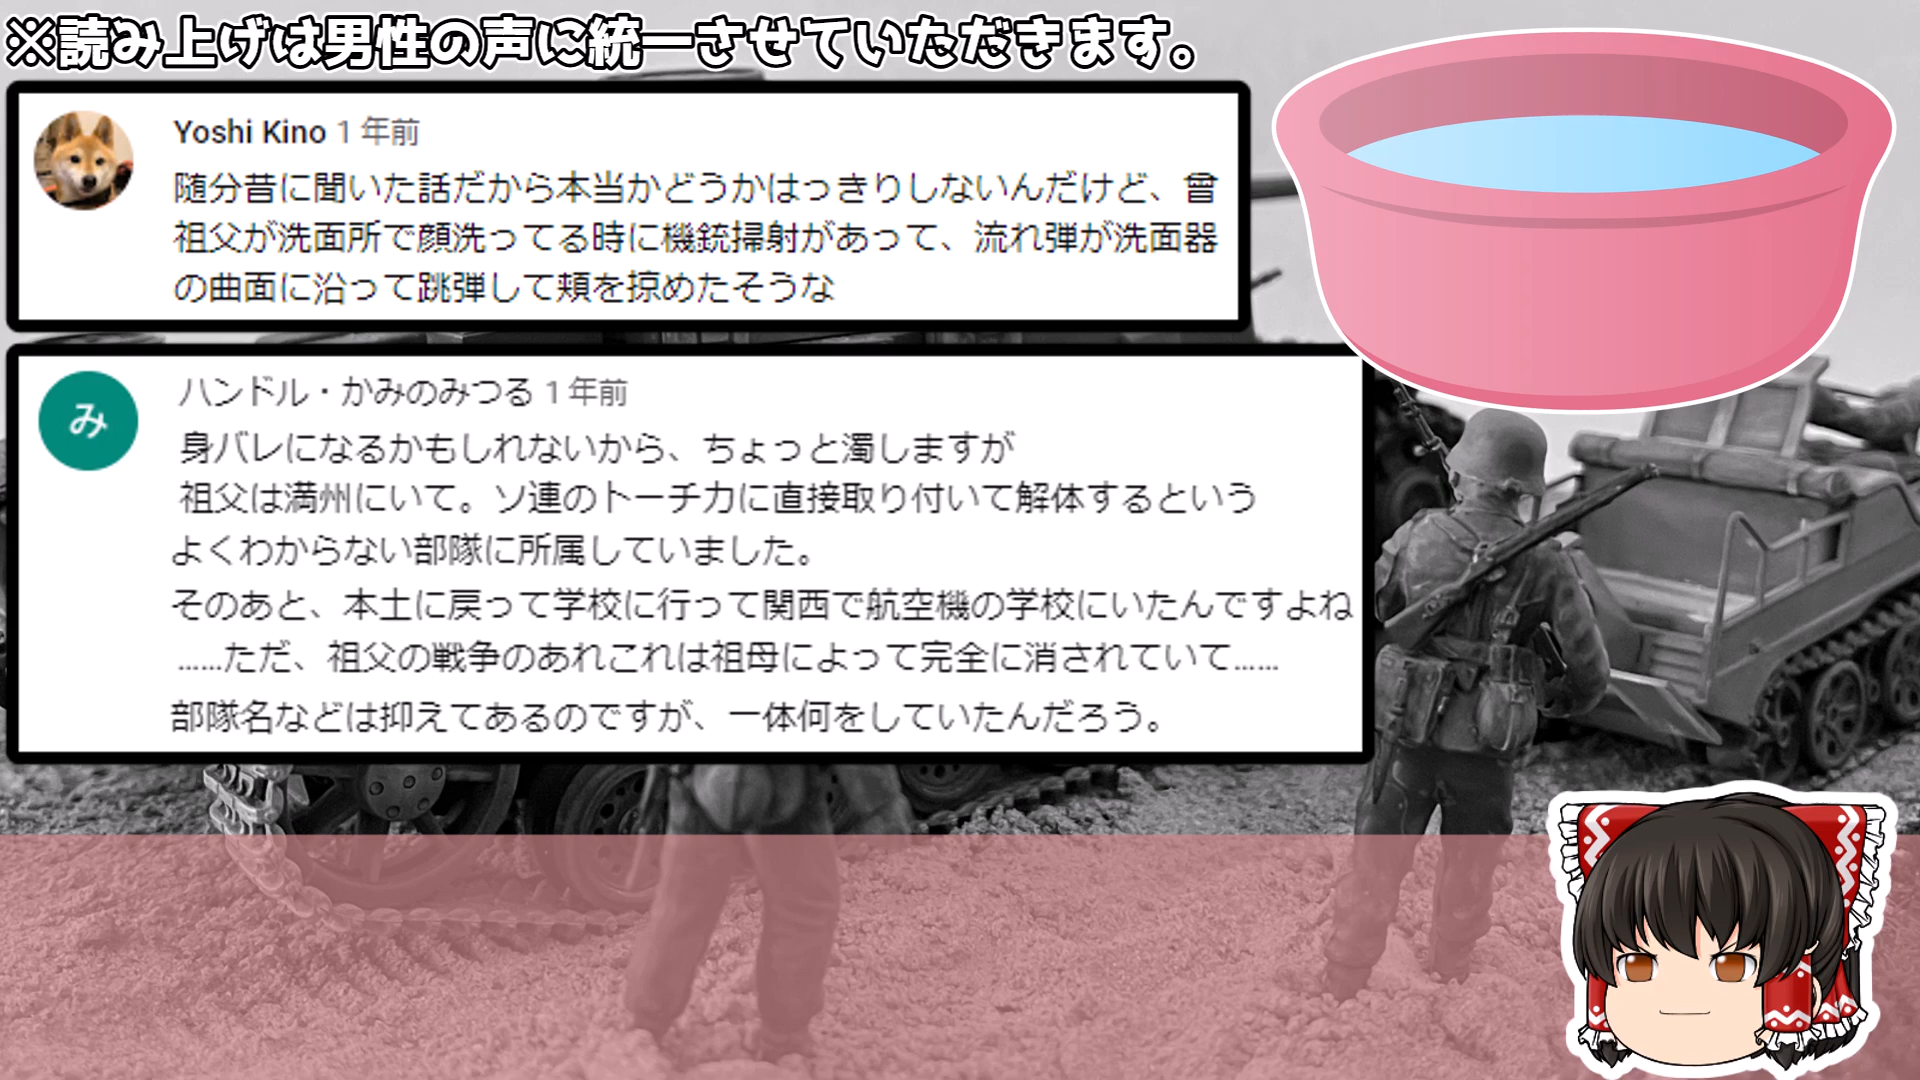 ※読み上げは男性の声に統一させていただきます。
Yoshi Kino 1 年前
随分昔に聞いた話だから本当かどうかはっきりしないんだけど、曾
祖父が洗面所で顔洗ってる時に機銃掃射があって、流れ弾が洗面器
の曲面に沿って跳弾して頬を掠めたそうな
み
ハンドル・かみのみつる 1 年前
身バレになるかもしれないから、ちょっと濁しますが
祖父は満州にいて。ソ連のトーチカに直接取り付いて解体するという
よくわからない部隊に所属していました。
そのあと、本土に戻って学校に行って関西で航空機の学校にいたんですよね
......ただ、祖父の戦争のあれこれは祖母によって完全に消されていて......
部隊名などは抑えてあるのですが、一体何をしていたんだろう。